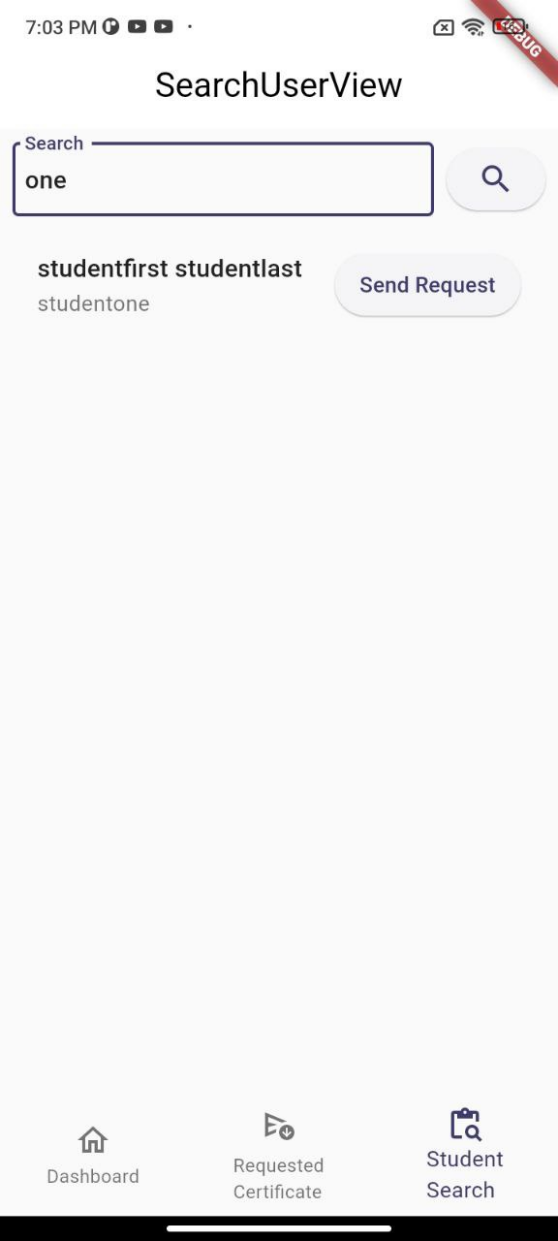 7:03 PM
DEBUG
SearchUserView
Search
one
studentfirst studentlast
Send Request
studentone
Dashboard
Requested
Certificate
Student
Search